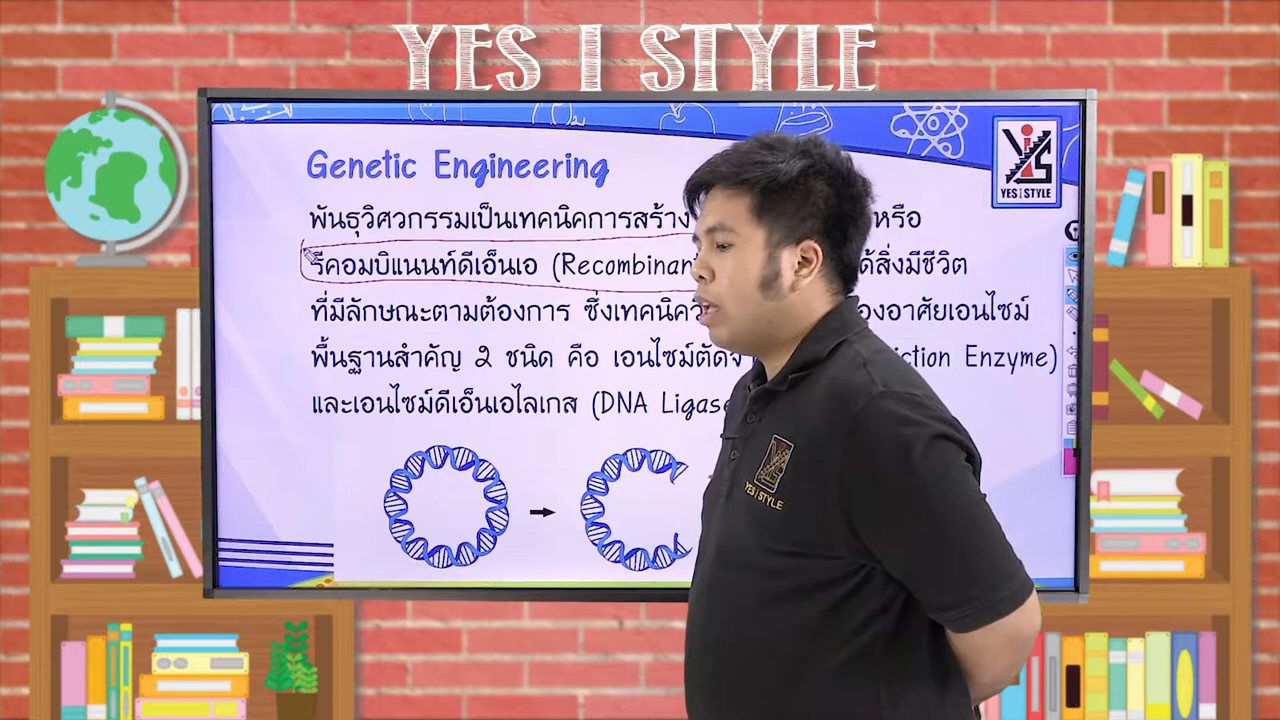 YES I STYLE
Genetic Engineering
YES I STYLE
พันธุวิศวกรรมเป็นเทคนิคการสร้าง หรือ
รีคอมบิแนนท์ดีเอ็นเอ (Recombinan ได้สิ่งมีชีวิต
ที่มีลักษณะตามต้องการ ซึ่งเทคนิค องอาศัยเอนไซม์
พื้นฐานสำคัญ 2 ชนิด คือ เอนไซม์ตัดจ iction Enzyme)
และเอนไซม์ดีเอ็นเอไลเกส (DNA Ligase
YES I STYLE